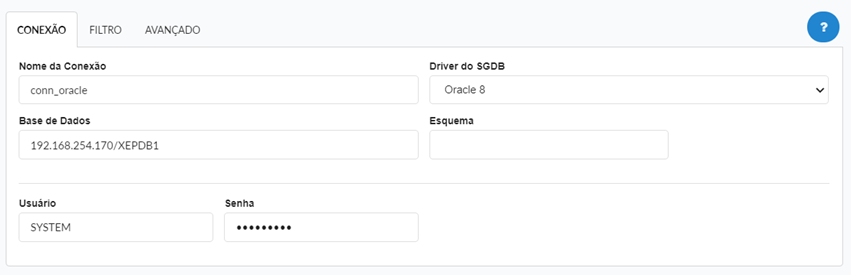 CONEXÃO FILTRO AVANÇADO ?
Nome da Conexão Driver do SGDB
conn_oracle Oracle 8
Base de Dados Esquema
192.168.254.170/XEPDB1
Usuário Senha
SYSTEM •••••••••